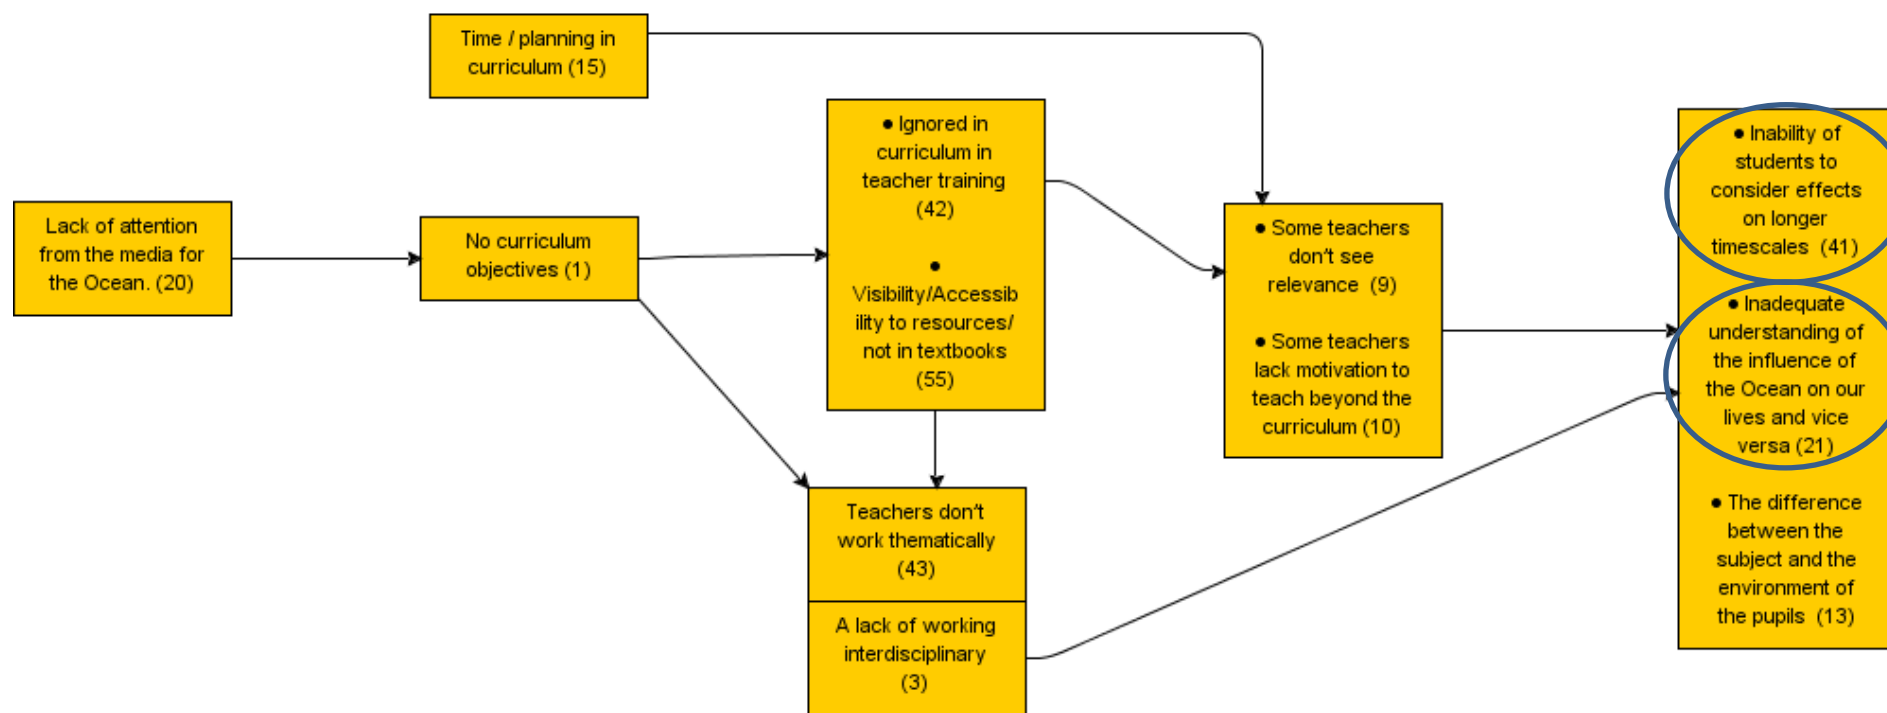 Time / planning in
curriculum (15)
Lack of attention
from the media for
the Ocean. (20)
No curriculum
objectives (1)
● Ignored in
curriculum in
teacher training
(42)
●
Visibility/Accessib
ility to resources/
not in textbooks
(55)
Teachers don't
work thematically
(43)
A lack of working
interdisciplinary
(3)
● Some teachers
don't see
relevance (9)
● Some teachers
lack motivation to
teach beyond the
curriculum (10)
● Inability of
students to
consider effects
on longer
timescales (41)
● Inadequate
understanding of
the influence of
the Ocean on our
lives and vice
versa (21)
● The difference
between the
subject and the
environment of
the pupils (13)